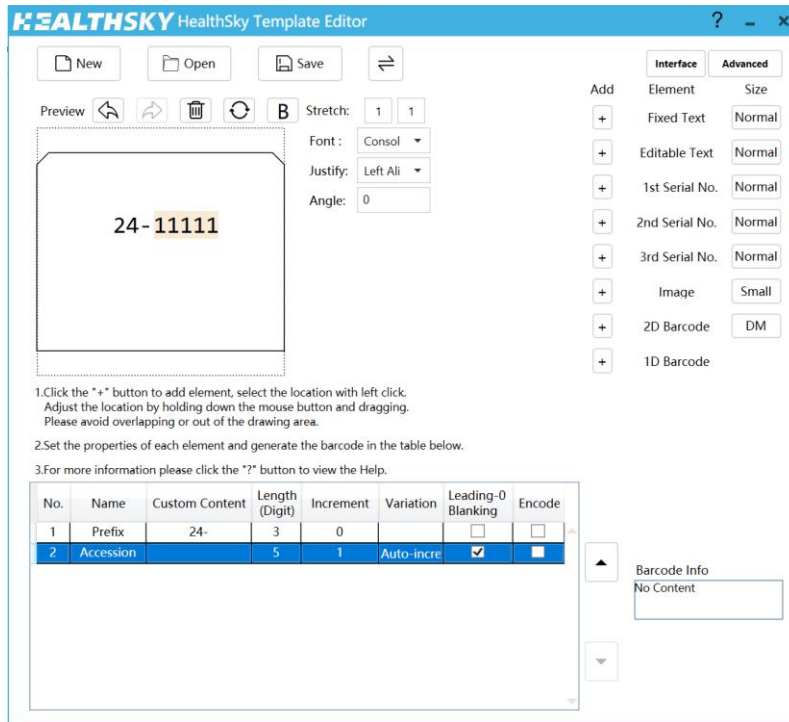 HEALTHSKY HealthSky Template Editor ? – ×
New Open Save Interface Advanced
Add Element Size
Preview B Stretch: 1 1
+ Fixed Text Normal
Font : Consol
+ Editable Text Normal
Justify: Left Ali
+ 1st Serial No. Normal
Angle: 0
24-11111
+ 2nd Serial No. Normal
+ 3rd Serial No. Normal
+ Image Small
+ 2D Barcode DM
+ 1D Barcode
1.Click the "+" button to add element, select the location with left click.
Adjust the location by holding down the mouse button and dragging.
Please avoid overlapping or out of the drawing area.
2.Set the properties of each element and generate the barcode in the table below.
3.For more information please click the "?" button to view the Help.
No. Name Custom Content Length (Digit) Increment Variation Leading-0 Blanking Encode
1 Prefix 24- 3 0
2 Accession 5 1 Auto-incre
Barcode Info
No Content